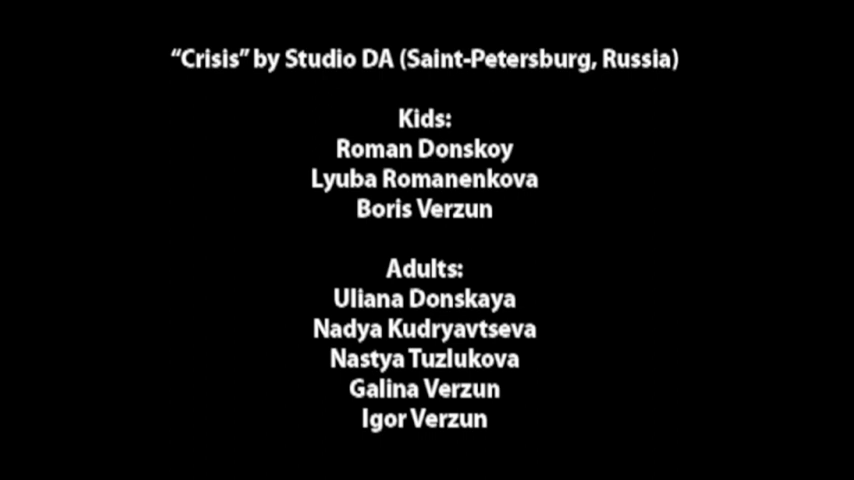 “Crisis” by Studio DA (Saint-Petersburg, Russia)
Kids:
Roman Donskoy
Lyuba Romanenkova
Boris Verzun
Adults:
Uliana Donskaya
Nadya Kudryavtseva
Nastya Tuzlukova
Galina Verzun
Igor Verzun